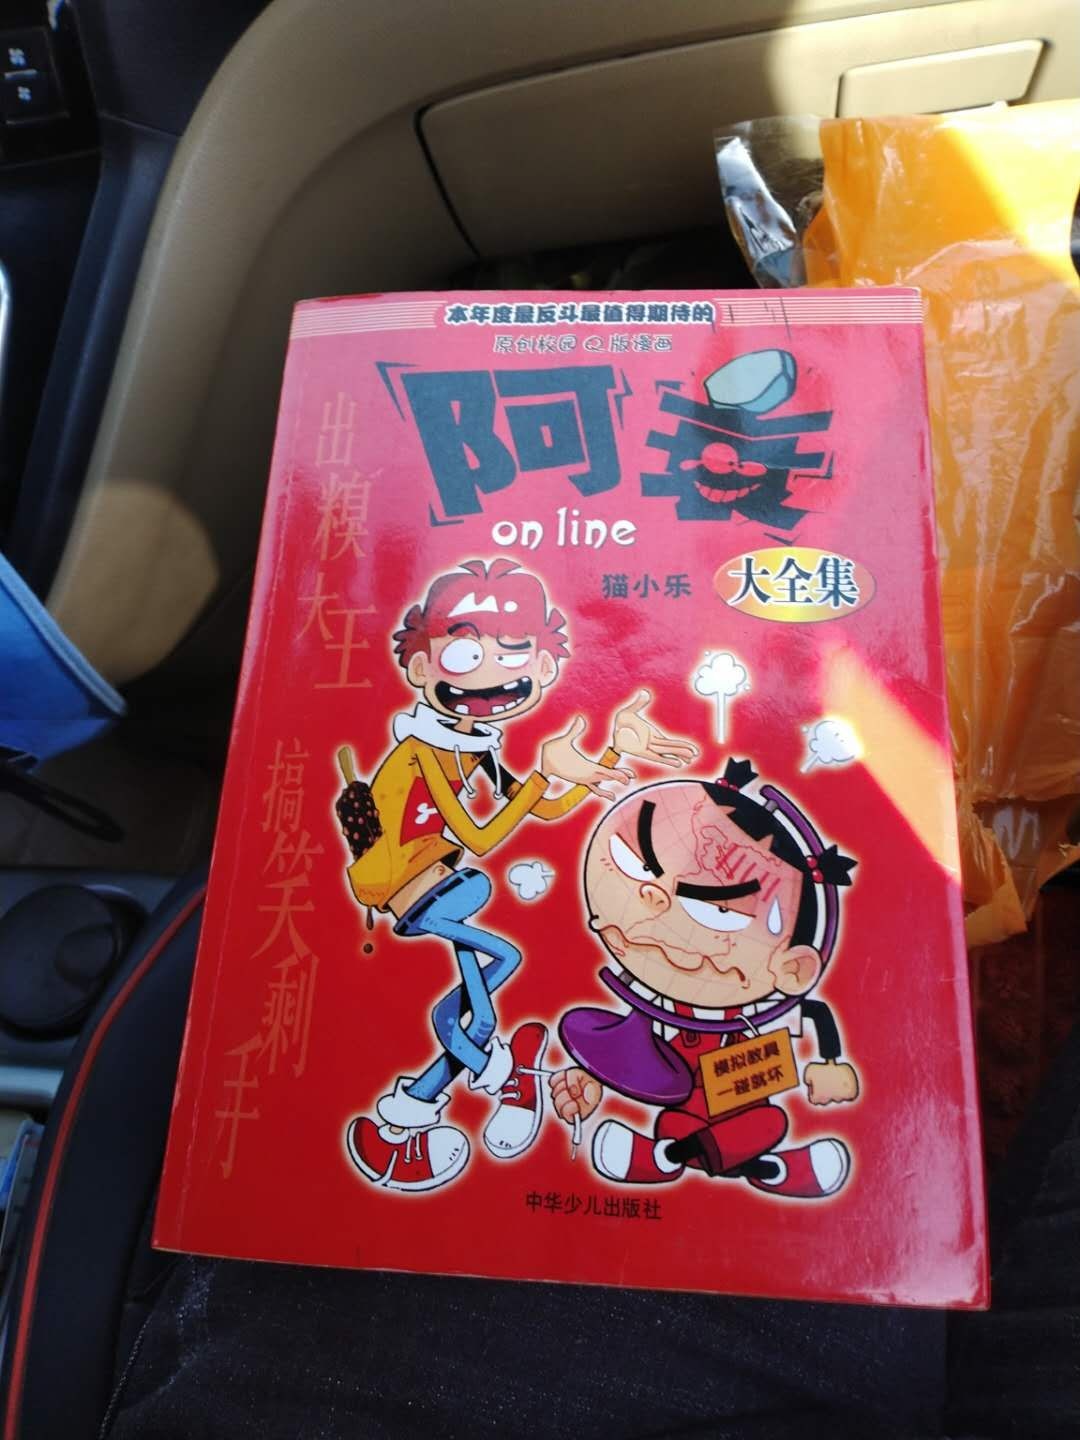 本年度最反斗最值得期待的
原创校园Q版漫画
阿衰
on line
猫小乐
大全集
出糗大王
搞笑天剩
模拟教具
一碰就坏
中华少儿出版社